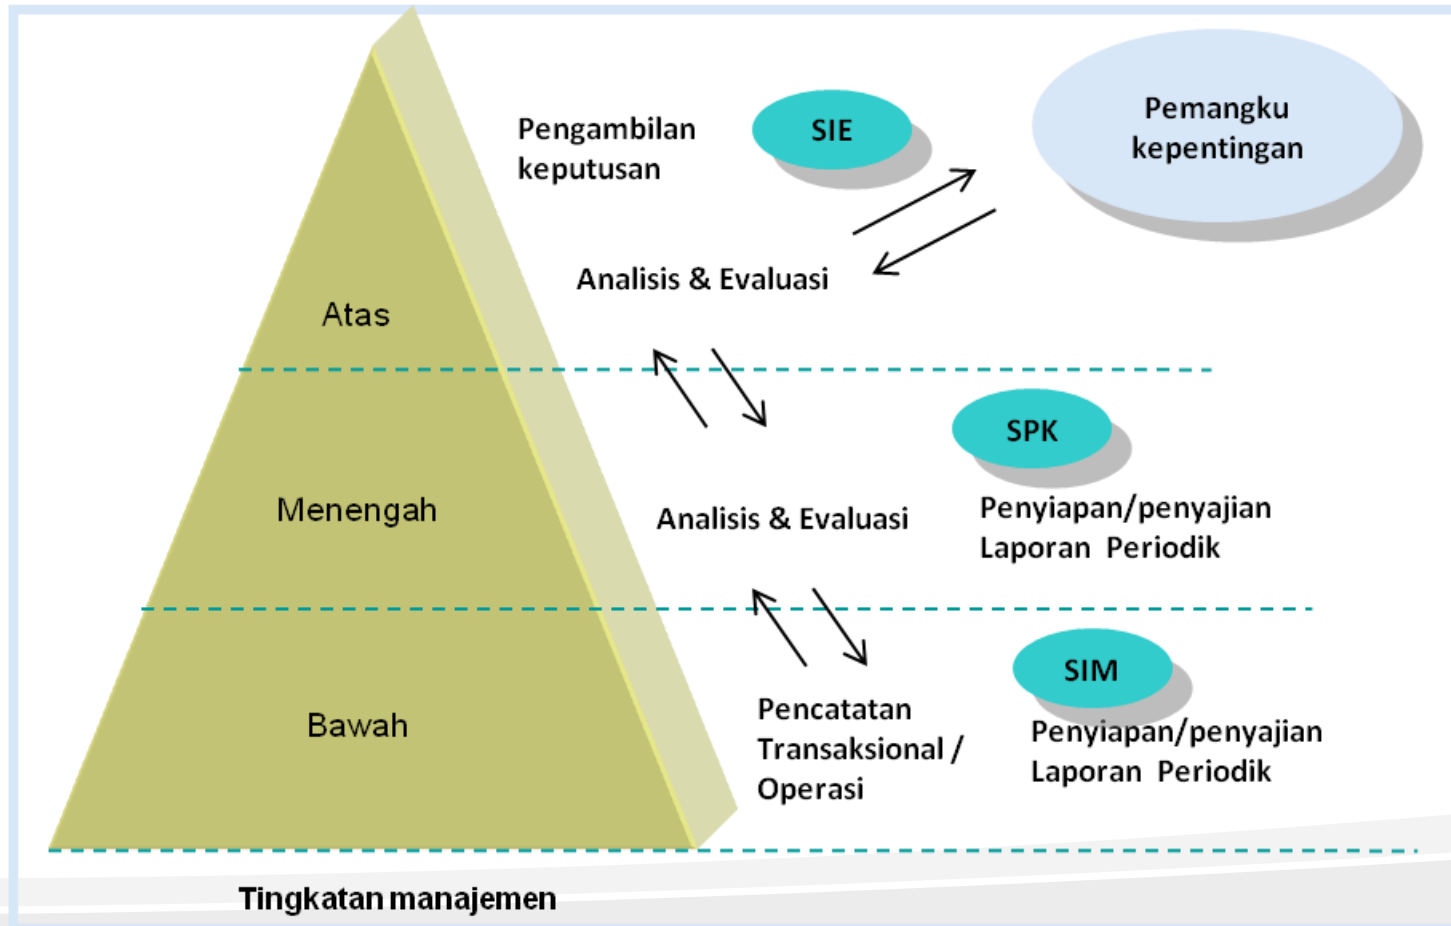 Pengambilan
keputusan
SIE
Pemangku
kepentingan
Analisis & Evaluasi
Atas
SPK
Menengah
Analisis & Evaluasi
Penyiapan/penyajian
Laporan Periodik
SIM
Bawah
Pencatatan
Transaksional /
Operasi
Penyiapan/penyajian
Laporan Periodik
Tingkatan manajemen